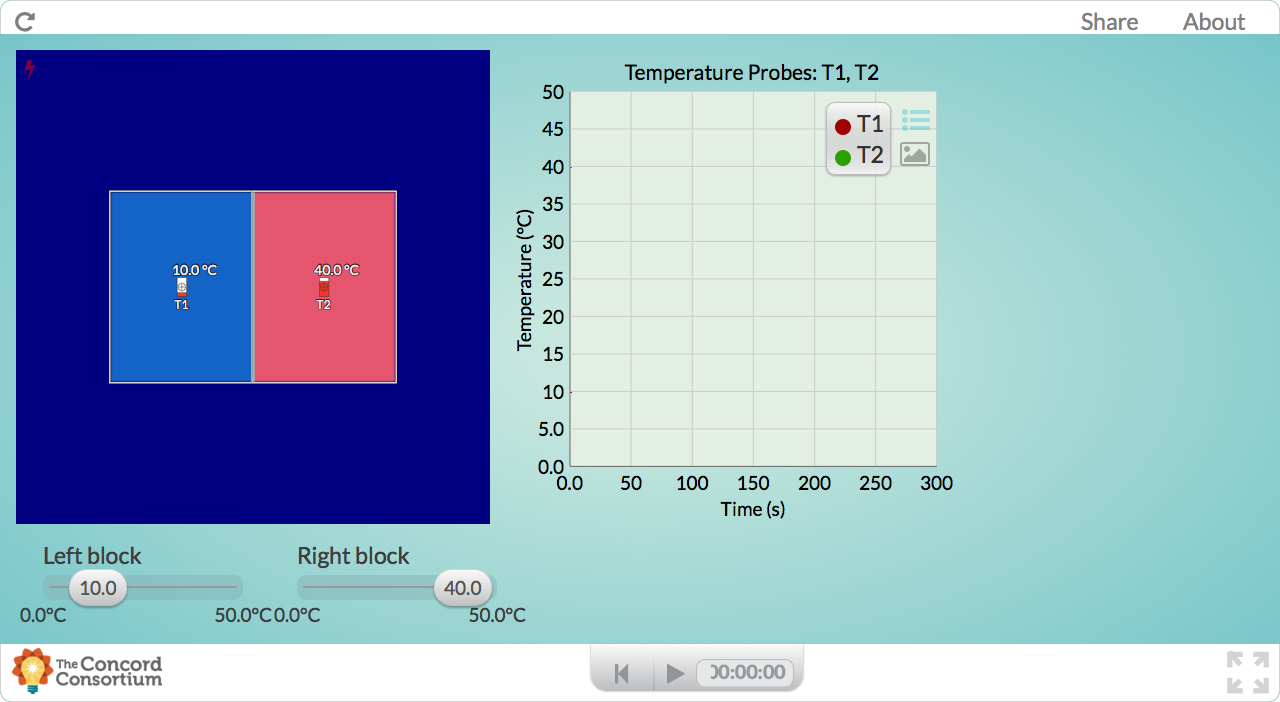 Share About
Temperature Probes: T1, T2
T1
T2
50
45
40
35
30
25
20
15
10
5.0
0.0
Temperature (°C)
0.0 50 100 150 200 250 300
Time (s)
10.0 °C
T1
40.0 °C
T2
Left block
10.0
0.0°C 50.0°C
Right block
40.0
0.0°C 50.0°C
The Concord
Consortium
00:00:00